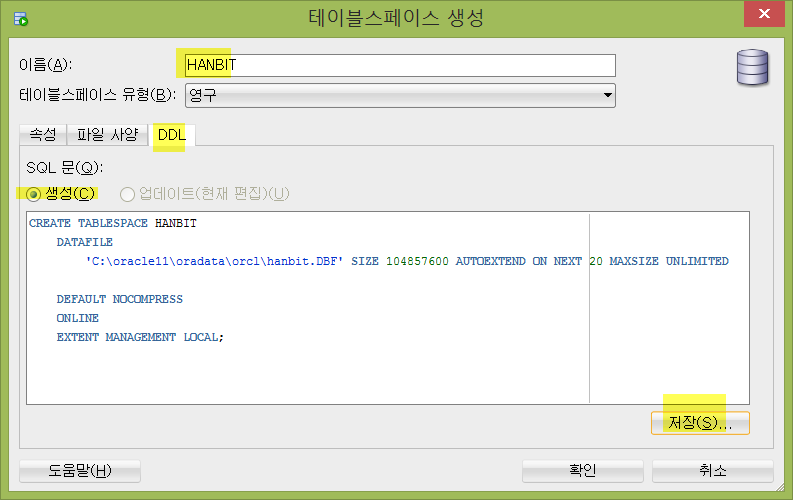 테이블스페이스 생성
이름(A): HANBIT
테이블스페이스 유형(B): 영구
속성 파일 사양 DDL
SQL 문(Q):
생성(C) 업데이트(현재 편집)(U)
CREATE TABLESPACE HANBIT
DATAFILE
'C:\oracle11\oradata\orcl\hanbit.DBF' SIZE 104857600 AUTOEXTEND ON NEXT 20 MAXSIZE UNLIMITED
DEFAULT NOCOMPRESS
ONLINE
EXTENT MANAGEMENT LOCAL;
저장(S)...
도움말(H) 확인 취소